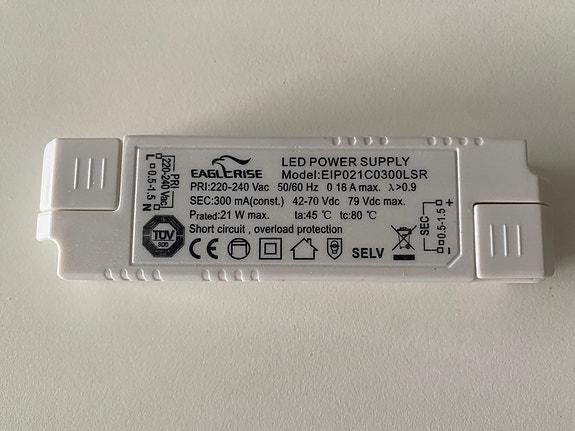 EAGLERISE
LED POWER SUPPLY
Model:EIP021C0300LSR
PRI:220-240 Vac 50/60 Hz 0 18 A max. λ>0.9
SEC:300 mA(const.) 42-70 Vdc 79 Vdc max.
Prated:21 W max. ta:45 ℃ tc:80 ℃
Short circuit , overload protection
SELV
PRI
220-240 Vac
L 0.5-1.5 N
TÜV
SÜD
CE
SEC
+
0.5-1.5
-